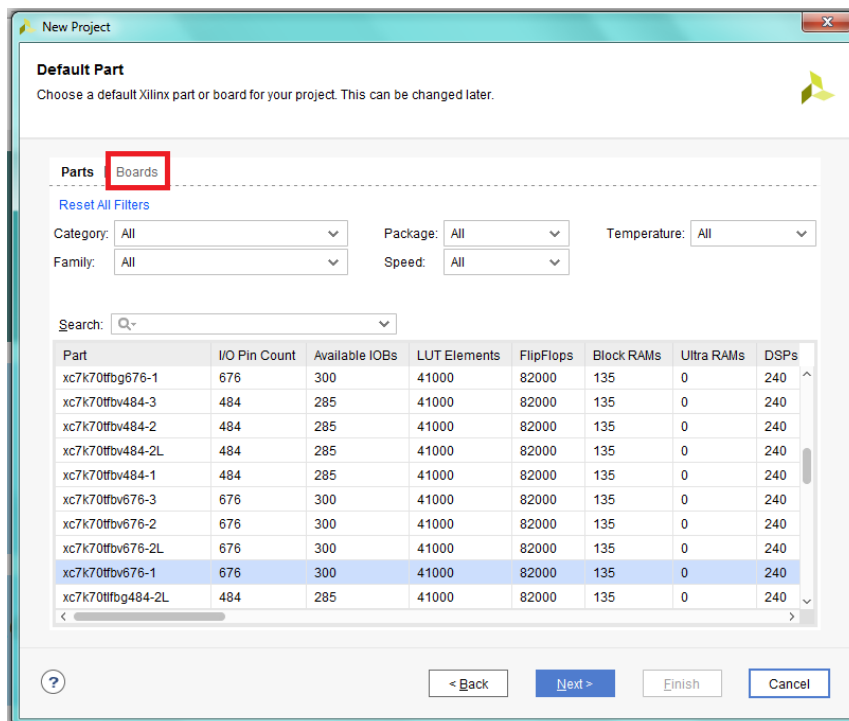 New Project
x
Default Part
Choose a default Xilinx part or board for your project. This can be changed later.
Parts Boards
Reset All Filters
Category: All Package: All Temperature: All
Family: All Speed: All
Search:
Part I/O Pin Count Available IOBs LUT Elements FlipFlops Block RAMs Ultra RAMs DSPs
xc7k70tfbg676-1 676 300 41000 82000 135 0 240
xc7k70tfbv484-3 484 285 41000 82000 135 0 240
xc7k70tfbv484-2 484 285 41000 82000 135 0 240
xc7k70tfbv484-2L 484 285 41000 82000 135 0 240
xc7k70tfbv484-1 484 285 41000 82000 135 0 240
xc7k70tfbv676-3 676 300 41000 82000 135 0 240
xc7k70tfbv676-2 676 300 41000 82000 135 0 240
xc7k70tfbv676-2L 676 300 41000 82000 135 0 240
xc7k70tfbv676-1 676 300 41000 82000 135 0 240
xc7k70tlfbg484-2L 484 285 41000 82000 135 0 240
? < Back Next > Finish Cancel